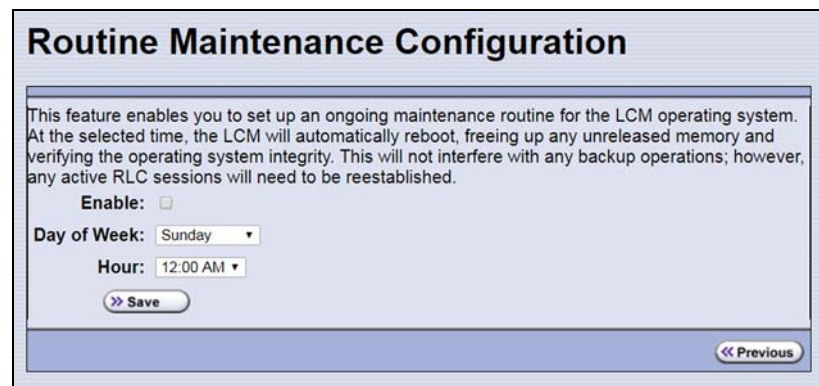 Routine Maintenance Configuration
This feature enables you to set up an ongoing maintenance routine for the LCM operating system.
At the selected time, the LCM will automatically reboot, freeing up any unreleased memory and
verifying the operating system integrity. This will not interfere with any backup operations; however,
any active RLC sessions will need to be reestablished.
Enable:
Day of Week: Sunday
Hour: 12:00 AM
Save
Previous